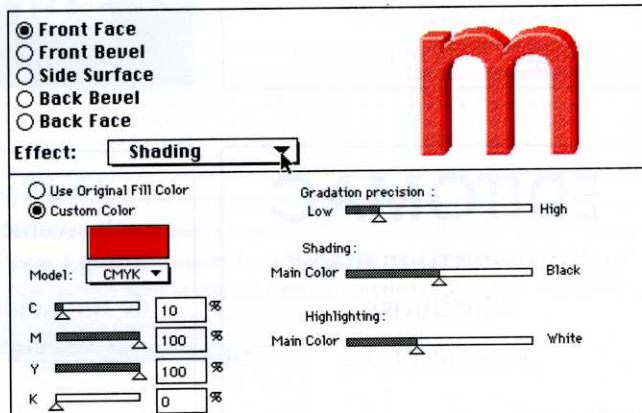 Front Face
Front Bevel
Side Surface
Back Bevel
Back Face
Effect: Shading
m
Use Original Fill Color
Custom Color
Model: CMYK
C 10 %
M 100 %
Y 100 %
K 0 %
Gradation precision :
Low High
Shading:
Main Color Black
Highlighting:
Main Color White